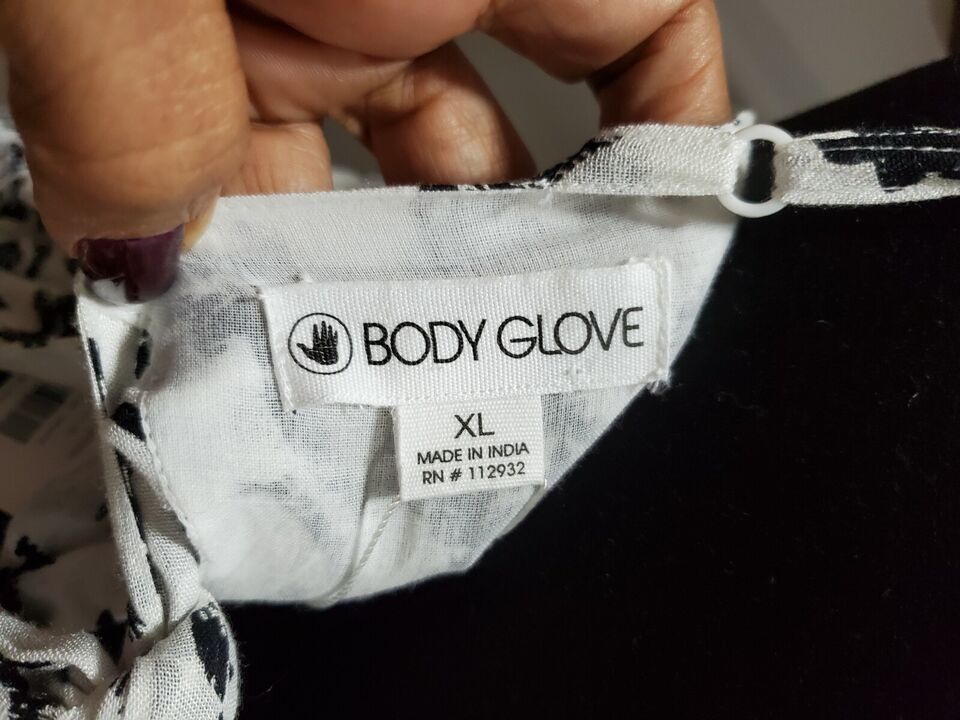 BODY GLOVE
XL
MADE IN INDIA
RN # 112932